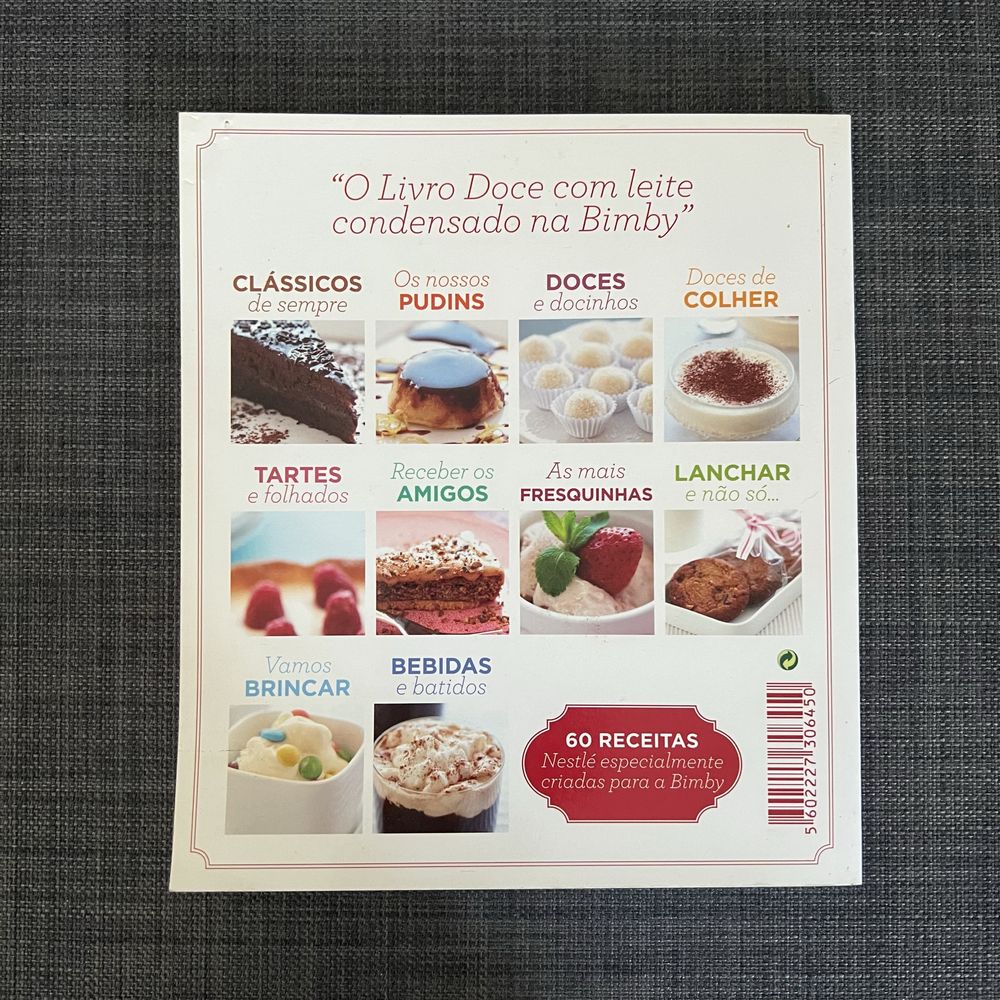 “O Livro Doce com leite
condensado na Bimby”
CLÁSSICOS
de sempre
Os nossos
PUDINS
DOCES
e docinhos
Doces de
COLHER
TARTES
e folhados
Receber os
AMIGOS
As mais
FRESQUINHAS
LANCHAR
e não só...
Vamos
BRINCAR
BEBIDAS
e batidos
60 RECEITAS
Nestlé especialmente
criadas para a Bimby
5 602227 306450